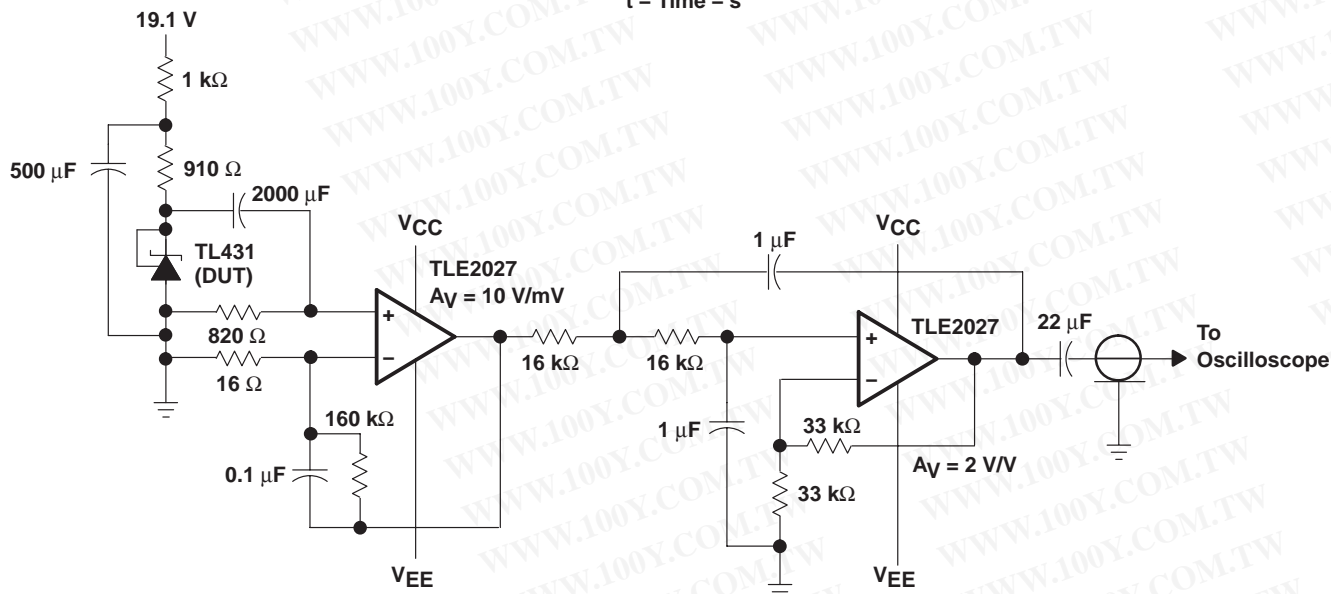 t – Time – s
19.1 V
1 kΩ
500 μF
910 Ω
2000 μF
TL431
(DUT)
820 Ω
16 Ω
160 kΩ
0.1 μF
VCC
TLE2027
AV = 10 V/mV
VEE
16 kΩ
16 kΩ
1 μF
1 μF
VCC
TLE2027
33 kΩ
33 kΩ
AV = 2 V/V
VEE
22 μF
To
Oscilloscope
WWW.100Y.COM.TW